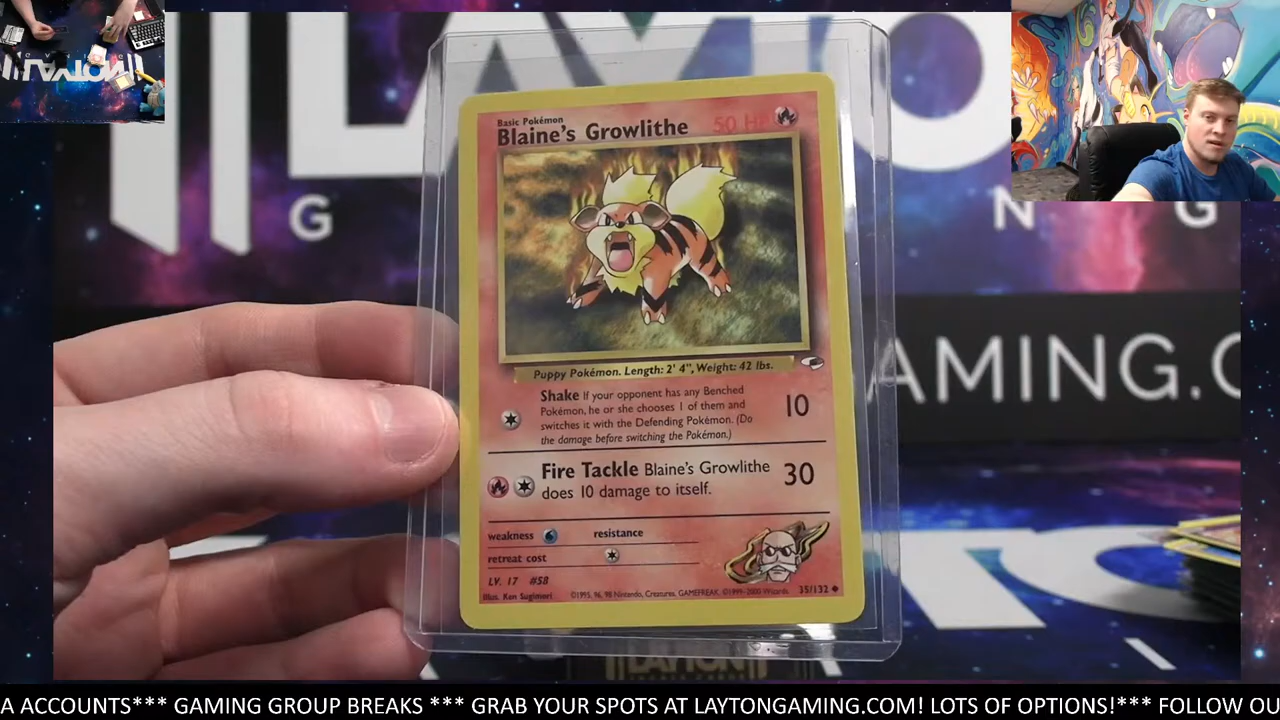 Basic Pokémon
Blaine's Growlithe 50 HP
Puppy Pokémon. Length: 2' 4", Weight: 42 lbs.
Shake If your opponent has any Benched
Pokémon, he or she chooses 1 of them and
switches it with the Defending Pokémon. (Do
the damage before switching the Pokémon.)
10
Fire Tackle Blaine's Growlithe
does 10 damage to itself.
30
weakness resistance
retreat cost
LV. 17 #58
Illus. Ken Sugimori ©1995, 96, 98 Nintendo, Creatures, GAMEFREAK. ©1999-2000 Wizards. 35/132
G N G
AMING.C
LAYTON
A ACCOUNTS*** GAMING GROUP BREAKS *** GRAB YOUR SPOTS AT LAYTONGAMING.COM! LOTS OF OPTIONS!*** FOLLOW OU